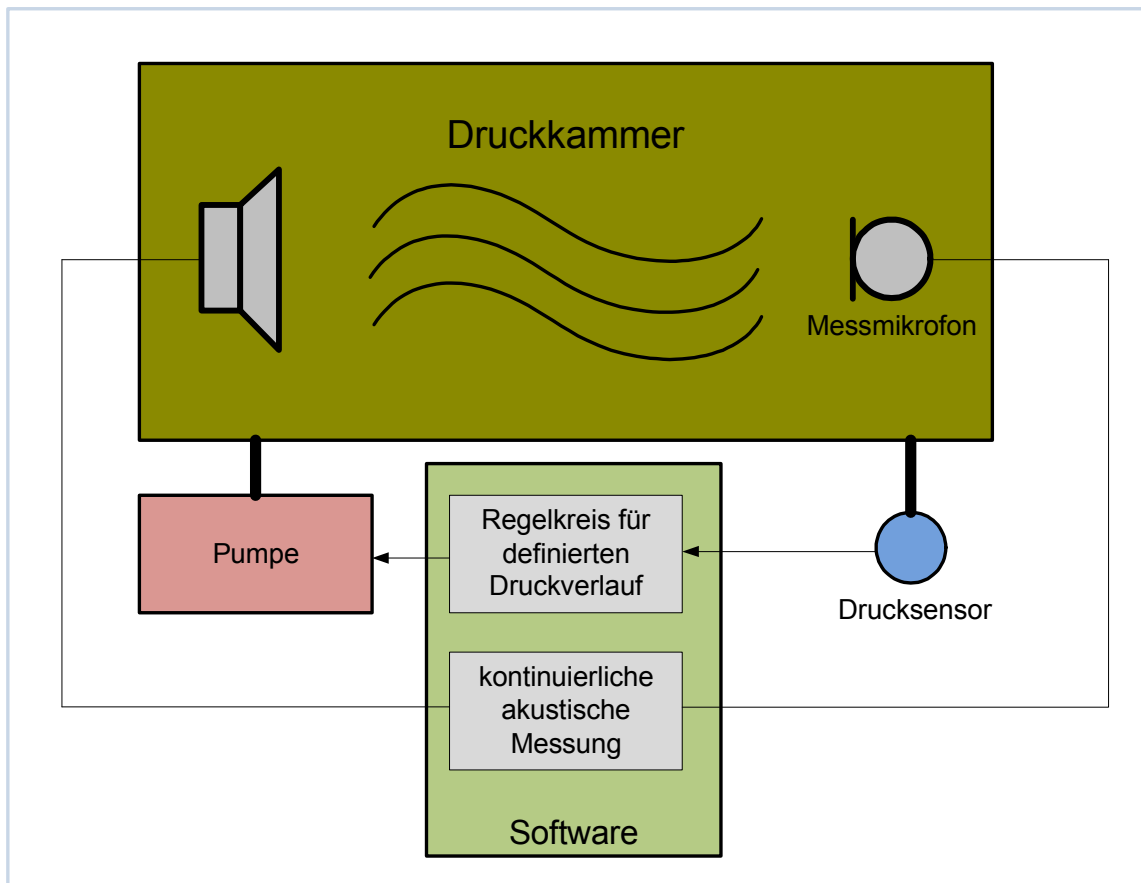 Druckkammer
Messmikrofon
Pumpe
Regelkreis für
definierten
Druckverlauf
Drucksensor
kontinuierliche
akustische
Messung
Software